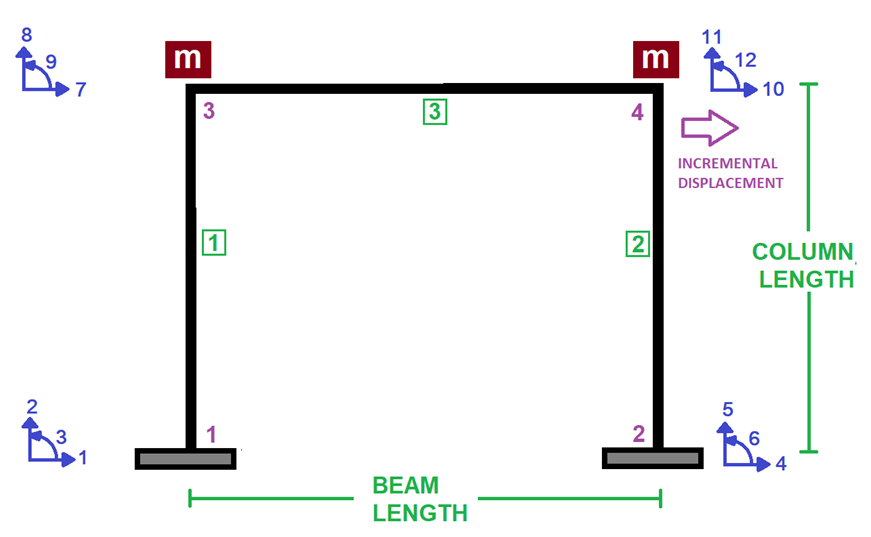 8
9
7
m
m
11
12
10
3
3
4
INCREMENTAL
DISPLACEMENT
1
2
COLUMN
LENGTH
2
3
1
1
2
5
6
4
BEAM
LENGTH